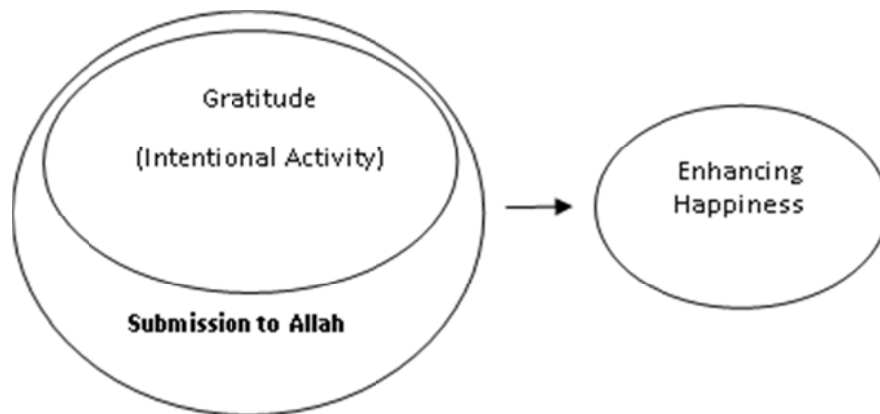 Gratitude
(Intentional Activity)
Submission to Allah
Enhancing
Happiness